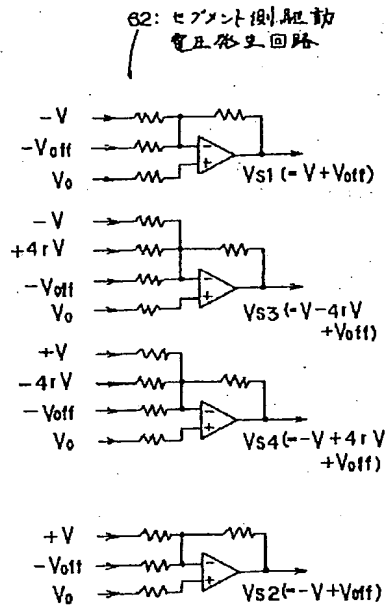 62: セグメント側駆動
電圧発生回路
-V
-Voff
Vo
-
+
VS1 (=V+Voff)
-V
+4rV
-Voff
Vo
-
+
VS3 (=V-4rV
+Voff)
+V
-4rV
-Voff
Vo
-
+
VS4 (=-V+4rV
+Voff)
+V
-Voff
Vo
-
+
VS2 (=-V+Voff)